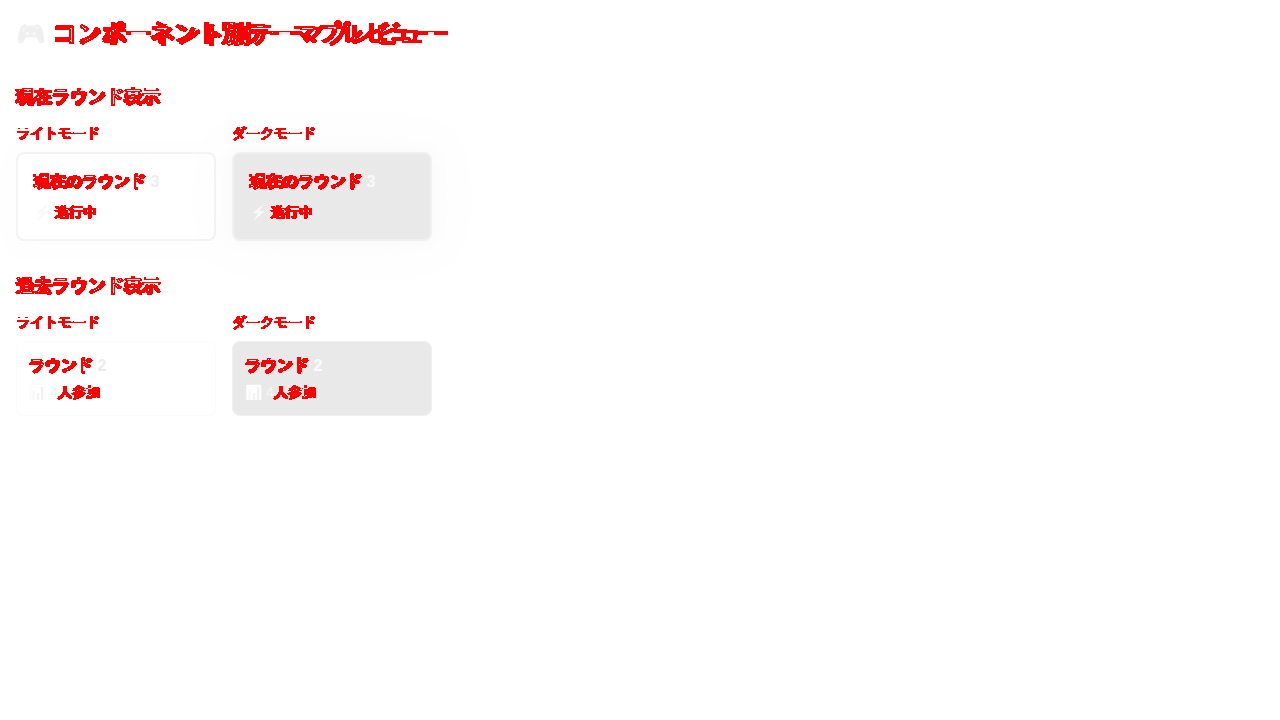 🎮 コンポーネント別テーマプレビュー
現在ラウンド表示
ライトモード ダークモード
現在のラウンド 3 現在のラウンド 3
⚡ 進行中 ⚡ 進行中
過去ラウンド表示
ライトモード ダークモード
ラウンド 2 ラウンド 2
📊 人参加 📊 人参加